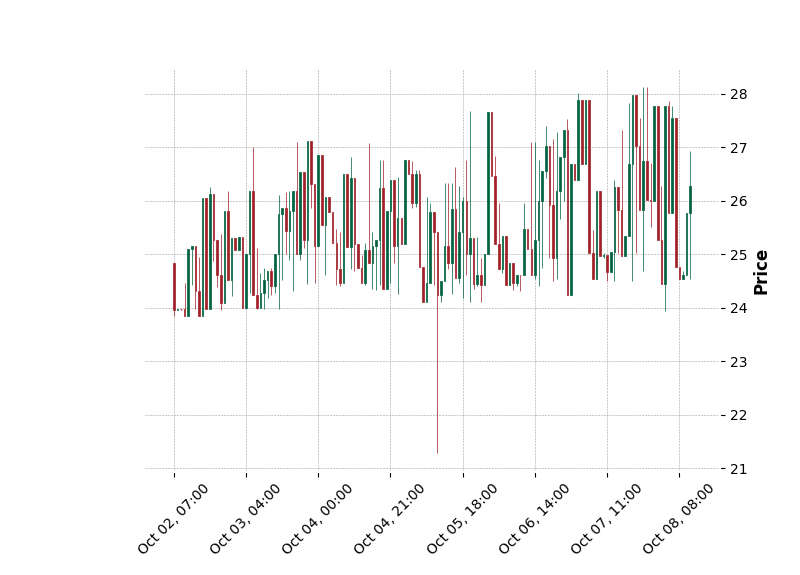 28
27
26
25
24
23
22
21
Price
Oct 02, 07:00
Oct 03, 04:00
Oct 04, 00:00
Oct 04, 21:00
Oct 05, 18:00
Oct 06, 14:00
Oct 07, 11:00
Oct 08, 08:00